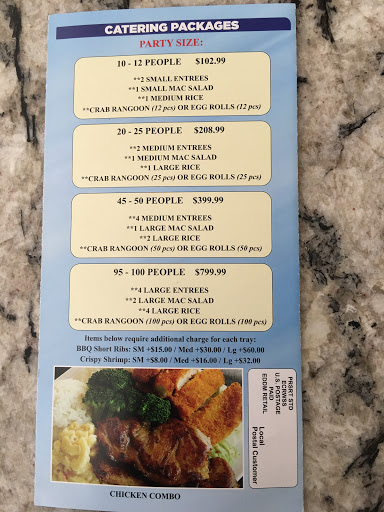 CATERING PACKAGES
PARTY SIZE:
10 - 12 PEOPLE $102.99
**2 SMALL ENTREES
**1 SMALL MAC SALAD
**1 MEDIUM RICE
**CRAB RANGOON (12 pcs) OR EGG ROLLS (12 pcs)
20 - 25 PEOPLE $208.99
**2 MEDIUM ENTREES
**1 MEDIUM MAC SALAD
**1 LARGE RICE
**CRAB RANGOON (25 pcs) OR EGG ROLLS (25 pcs)
45 - 50 PEOPLE $399.99
**4 MEDIUM ENTREES
**1 LARGE MAC SALAD
**2 LARGE RICE
**CRAB RANGOON (50 pcs) OR EGG ROLLS (50 pcs)
95 - 100 PEOPLE $799.99
**4 LARGE ENTREES
**2 LARGE MAC SALAD
**4 LARGE RICE
**CRAB RANGOON (100 pcs) OR EGG ROLLS (100 pcs)
Items below require additional charge for each tray:
BBQ Short Ribs: SM +$15.00 / Med +$30.00 / Lg +$60.00
Crispy Shrimp: SM +$8.00 / Med +$16.00 / Lg +$32.00
PRSRT STD
ECRWSS
U.S. POSTAGE
PAID
EDDM RETAIL
Local
Postal Customer
CHICKEN COMBO